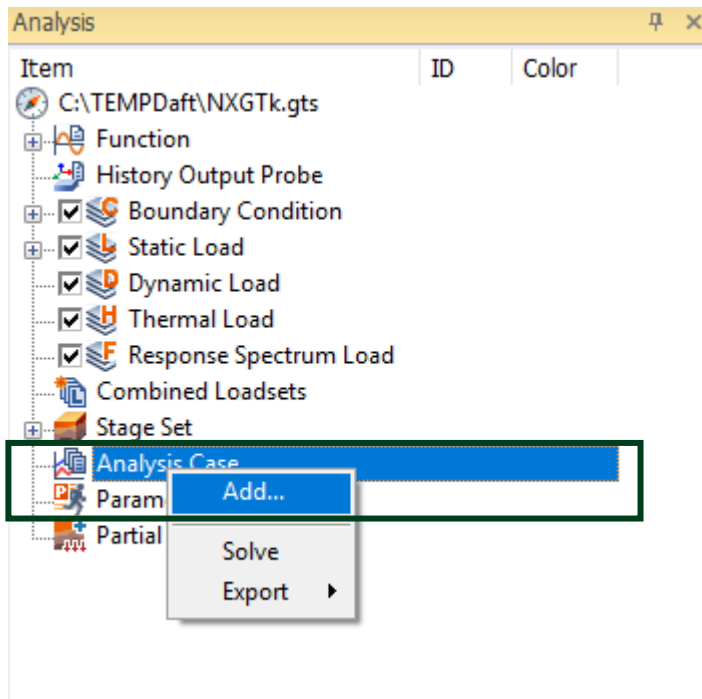 Analysis
Item ID Color
C:\TEMPDaft\NXGTk.gts
Function
History Output Probe
Boundary Condition
Static Load
Dynamic Load
Thermal Load
Response Spectrum Load
Combined Loadsets
Stage Set
Analysis Case
Param
Add...
Partial
Solve
Export